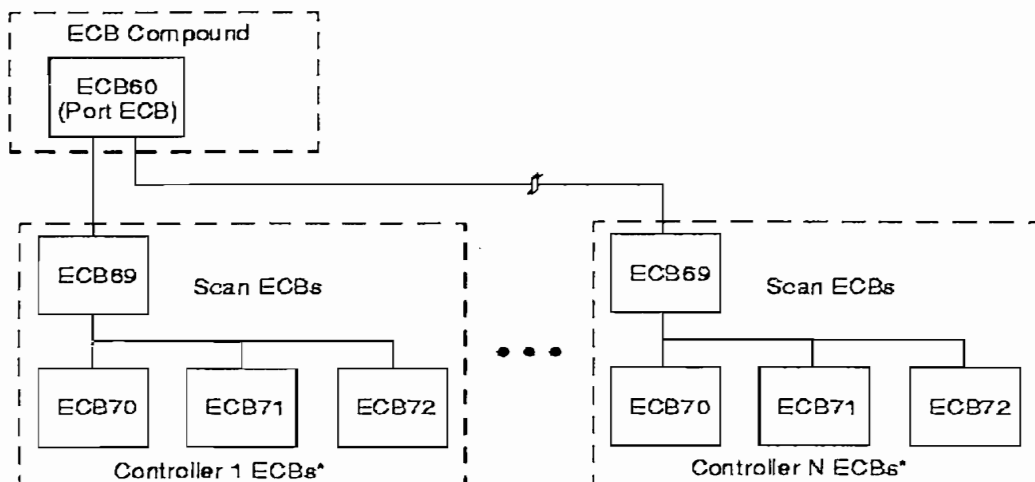 ECB Compound
ECB60
(Port ECB)
ECB69
Scan ECBs
ECB70
ECB71
ECB72
Controller 1 ECBs*
ECB69
Scan ECBs
ECB70
ECB71
ECB72
Controller N ECBs*